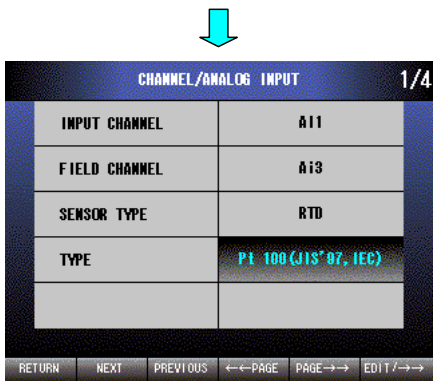 CHANNEL/ANALOG INPUT 1/4
INPUT CHANNEL AI1
FIELD CHANNEL Ai3
SENSOR TYPE RTD
TYPE Pt 100(JIS'97, IEC)
RETURN NEXT PREVIOUS ←←PAGE PAGE→→ EDIT/→→